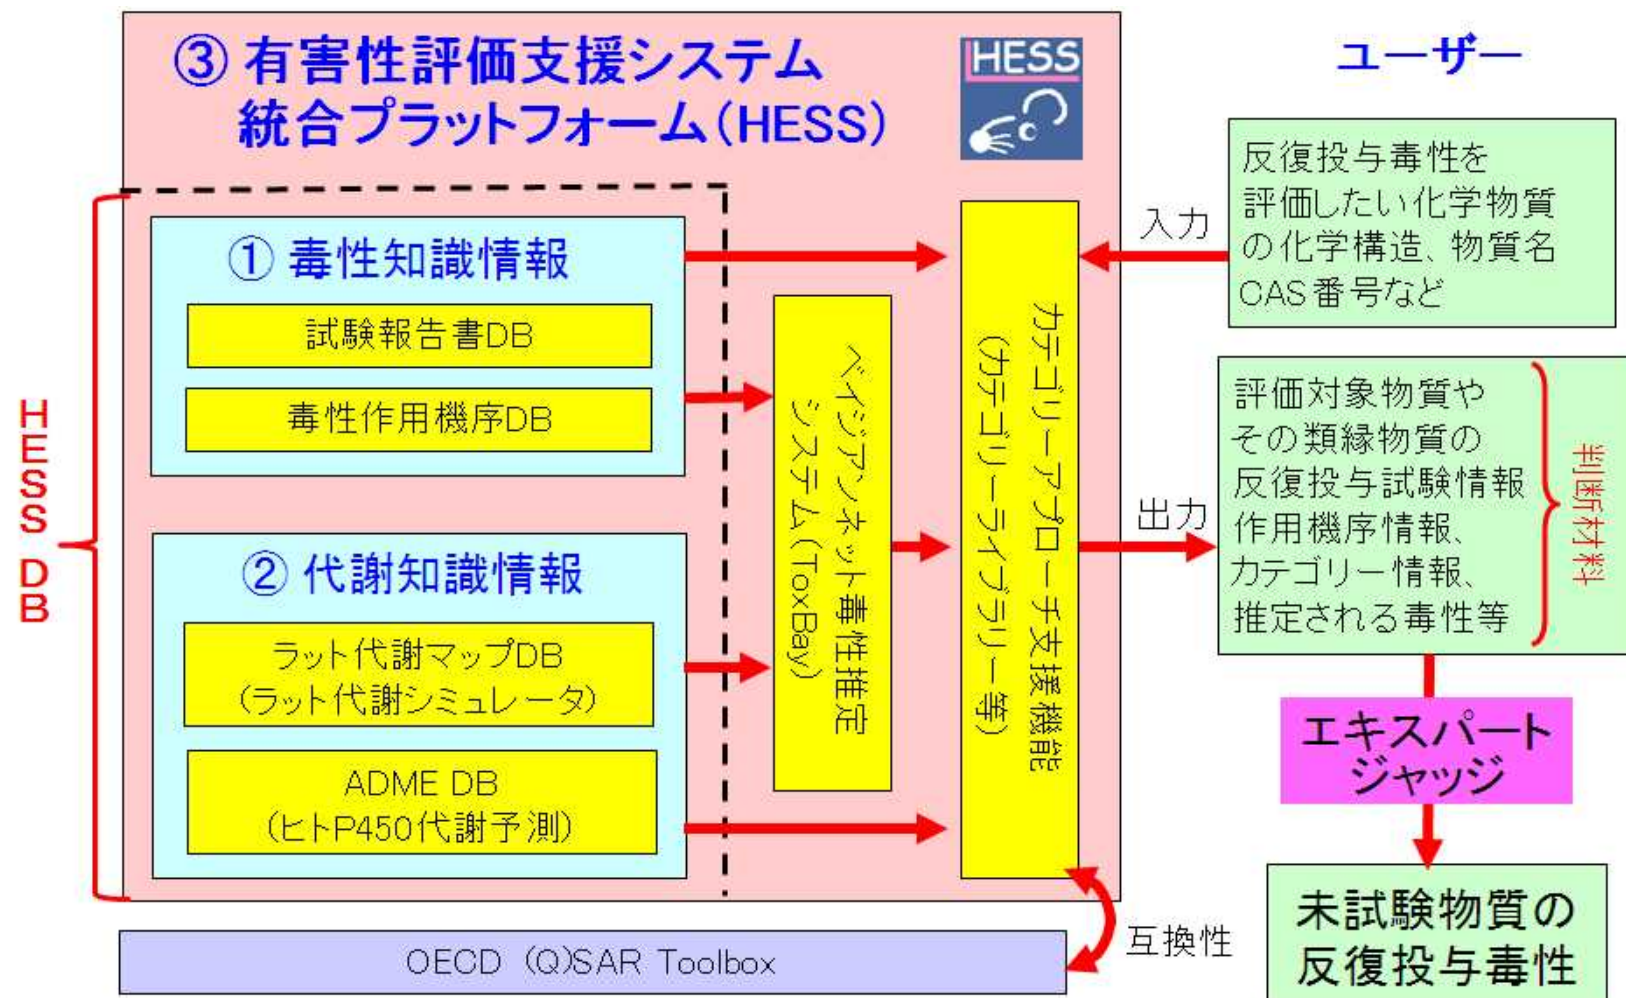 ③ 有害性評価支援システム
統合プラットフォーム(HESS)
HESS
ユーザー
HESS DB
① 毒性知識情報
試験報告書DB
毒性作用機序DB
② 代謝知識情報
ラット代謝マップDB
(ラット代謝シミュレータ)
ADME DB
(ヒトP450代謝予測)
ベイジアンネット毒性推定
システム(ToxBay)
カテゴリーアプローチ支援機能
(カテゴリーライブラリー等)
入力
反復投与毒性を
評価したい化学物質
の化学構造、物質名
CAS番号など
出力
評価対象物質や
その類縁物質の
反復投与試験情報
作用機序情報、
カテゴリー情報、
推定される毒性等
判断材料
エキスパート
ジャッジ
未試験物質の
反復投与毒性
互換性
OECD (Q)SAR Toolbox